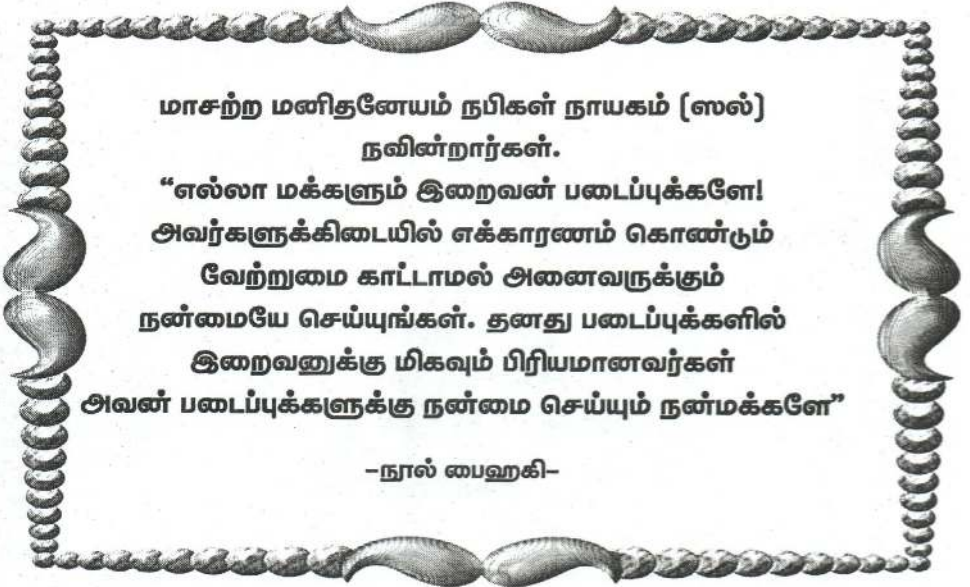 மாசற்ற மனிதனேயம் நபிகள் நாயகம் (ஸல்)
நவின்றார்கள்.
“எல்லா மக்களும் இறைவன் படைப்புக்களே!
அவர்களுக்கிடையில் எக்காரணம் கொண்டும்
வேற்றுமை காட்டாமல் அனைவருக்கும்
நன்மையே செய்யுங்கள். தனது படைப்புக்களில்
இறைவனுக்கு மிகவும் பிரியமானவர்கள்
அவன் படைப்புக்களுக்கு நன்மை செய்யும் நன்மக்களே”
–நூல் பைஹகி–